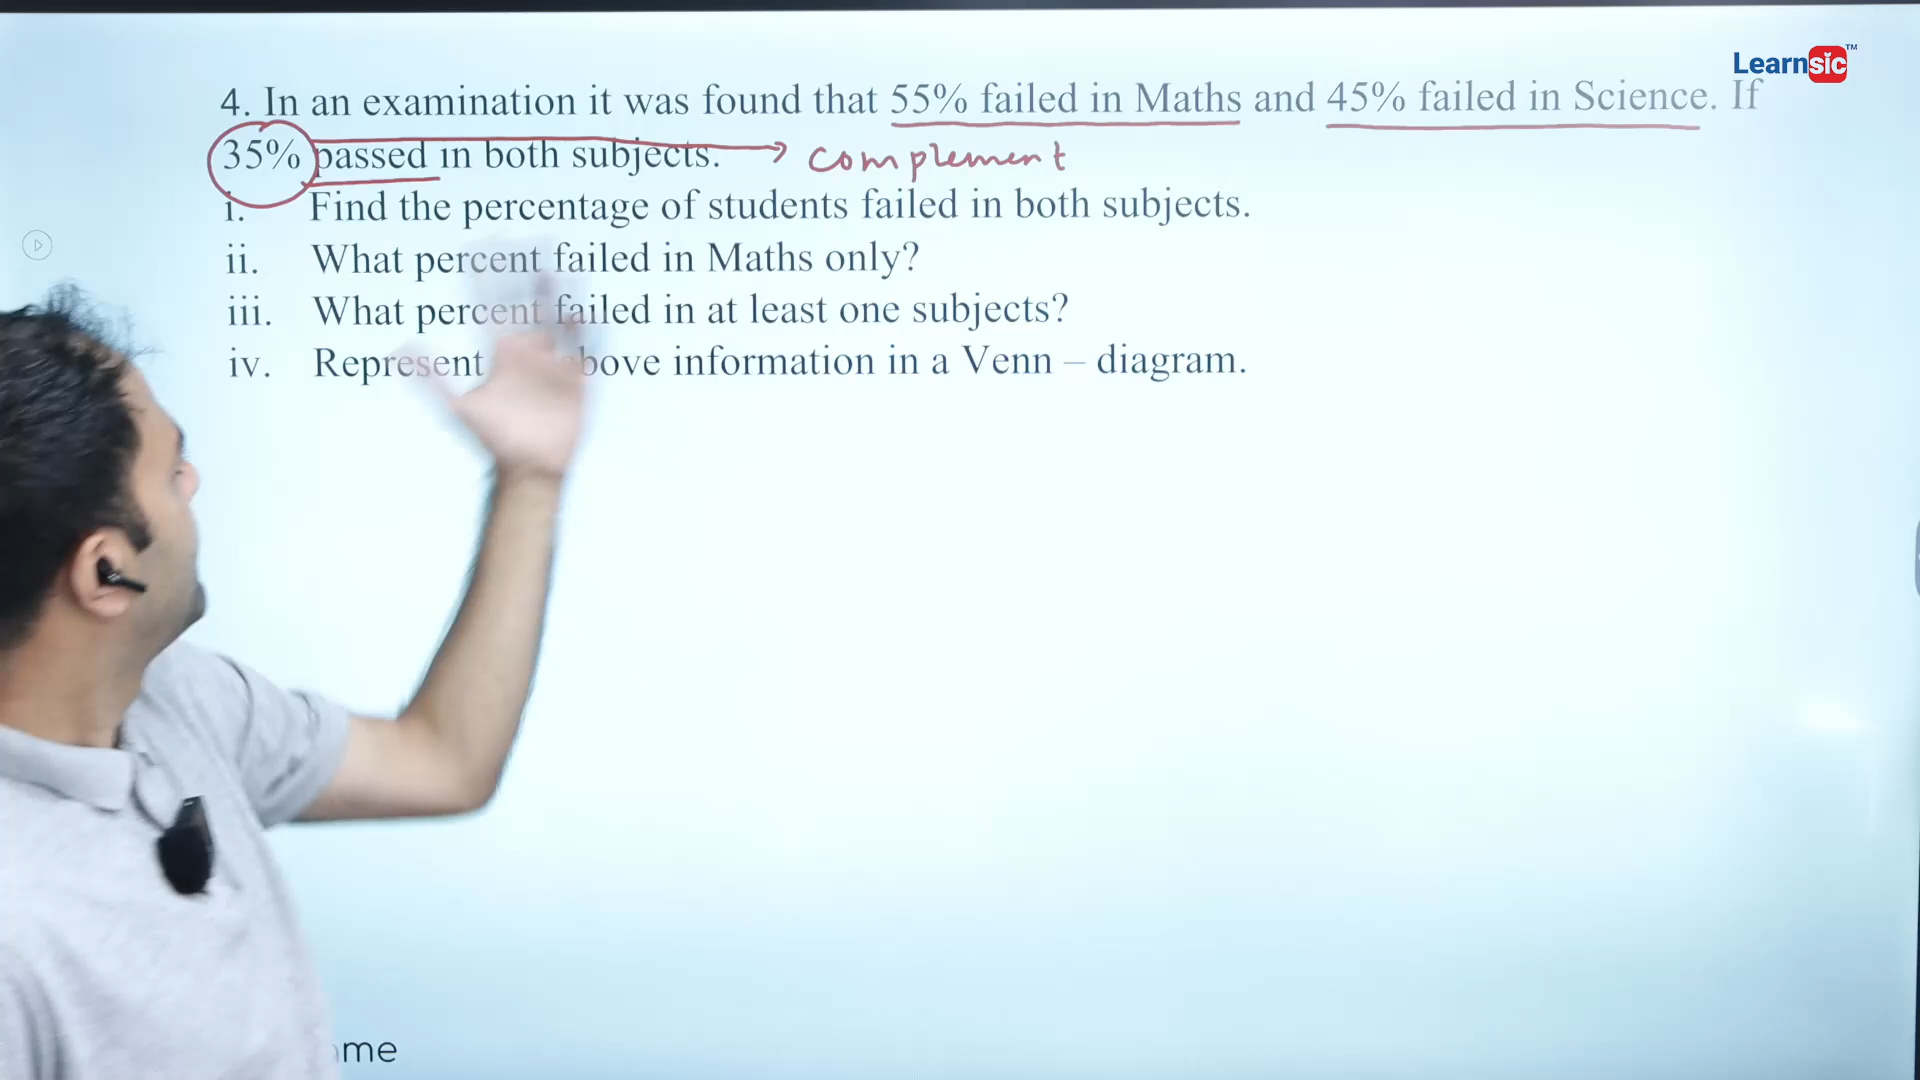 Learnsic™
4. In an examination it was found that 55% failed in Maths and 45% failed in Science. If
35% passed in both subjects. → complement
i. Find the percentage of students failed in both subjects.
ii. What percent failed in Maths only?
iii. What percent failed in at least one subjects?
iv. Represent bove information in a Venn – diagram.
me